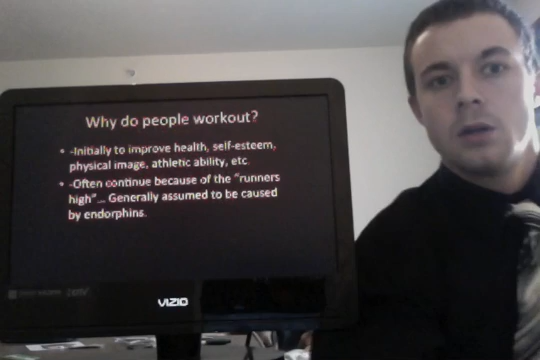 Why do people workout?
• -Initially to improve health, self-esteem,
physical image, athletic ability, etc.
• -Often continue because of the "runners
high"... Generally assumed to be caused
by endorphins.
VIZIO